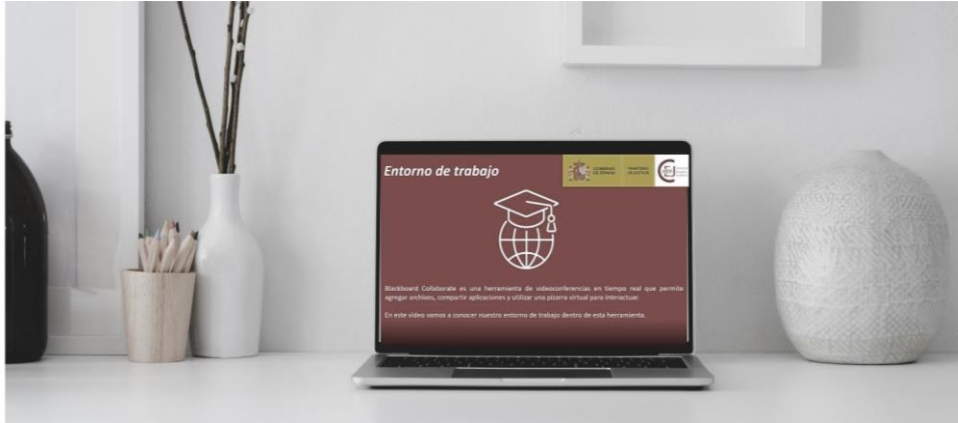 Entorno de trabajo
GOBIERNO
DE ESPAÑA
MINISTERIO
DE JUSTICIA
Blackboard Collaborate es una herramienta de videoconferencias en tiempo real que permite
agregar archivos, compartir aplicaciones y utilizar una pizarra virtual para interactuar.
En este vídeo vamos a conocer nuestro entorno de trabajo dentro de esta herramienta.